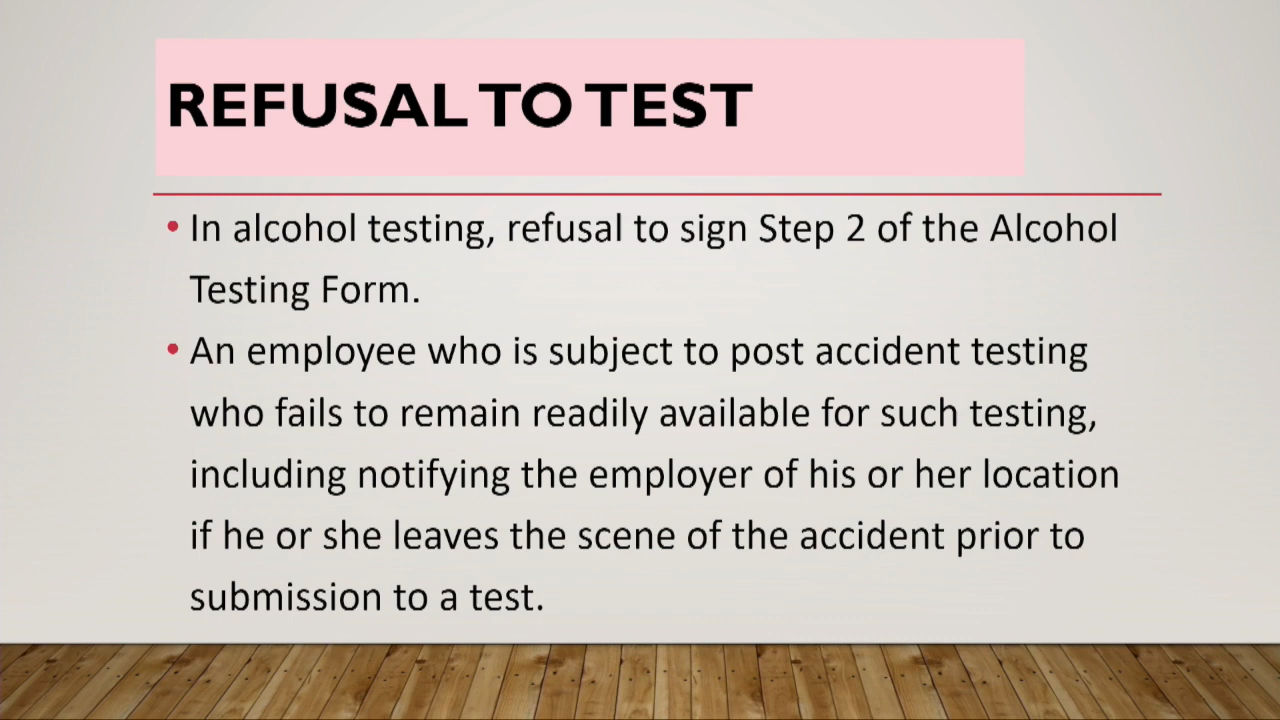 REFUSAL TO TEST
• In alcohol testing, refusal to sign Step 2 of the Alcohol
Testing Form.
• An employee who is subject to post accident testing
who fails to remain readily available for such testing,
including notifying the employer of his or her location
if he or she leaves the scene of the accident prior to
submission to a test.